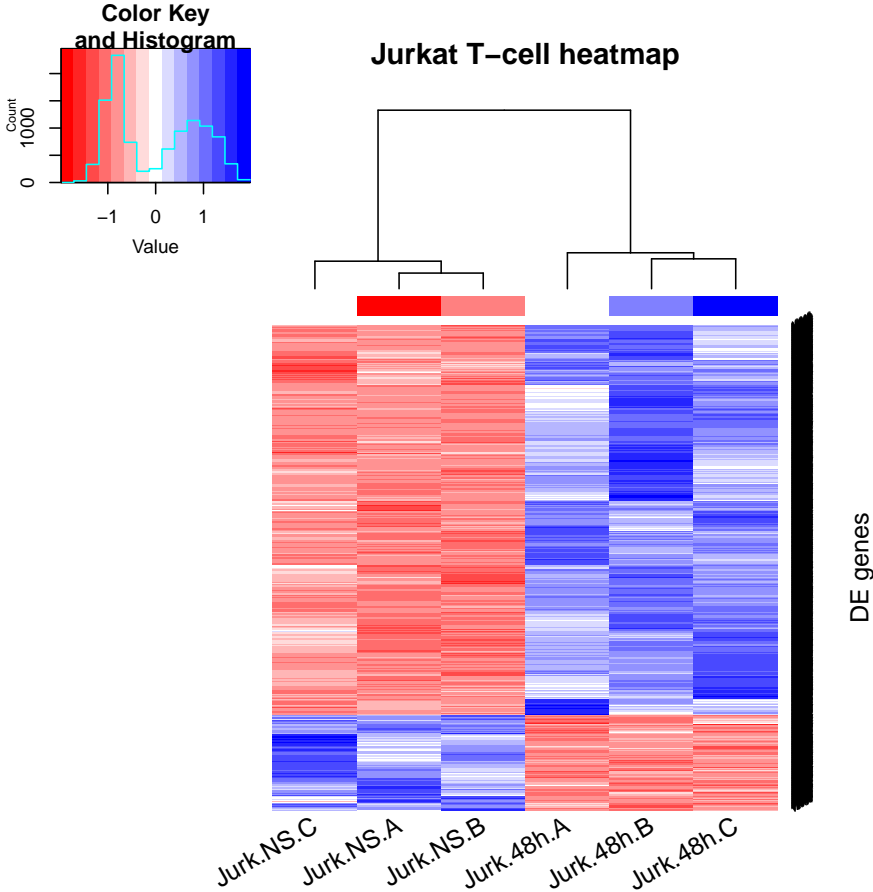 Color Key
and Histogram
Jurkat T−cell heatmap
Count
0 1000
−1 0 1
Value
DE genes
Jurk.NS.C
Jurk.NS.A
Jurk.NS.B
Jurk.48h.A
Jurk.48h.B
Jurk.48h.C